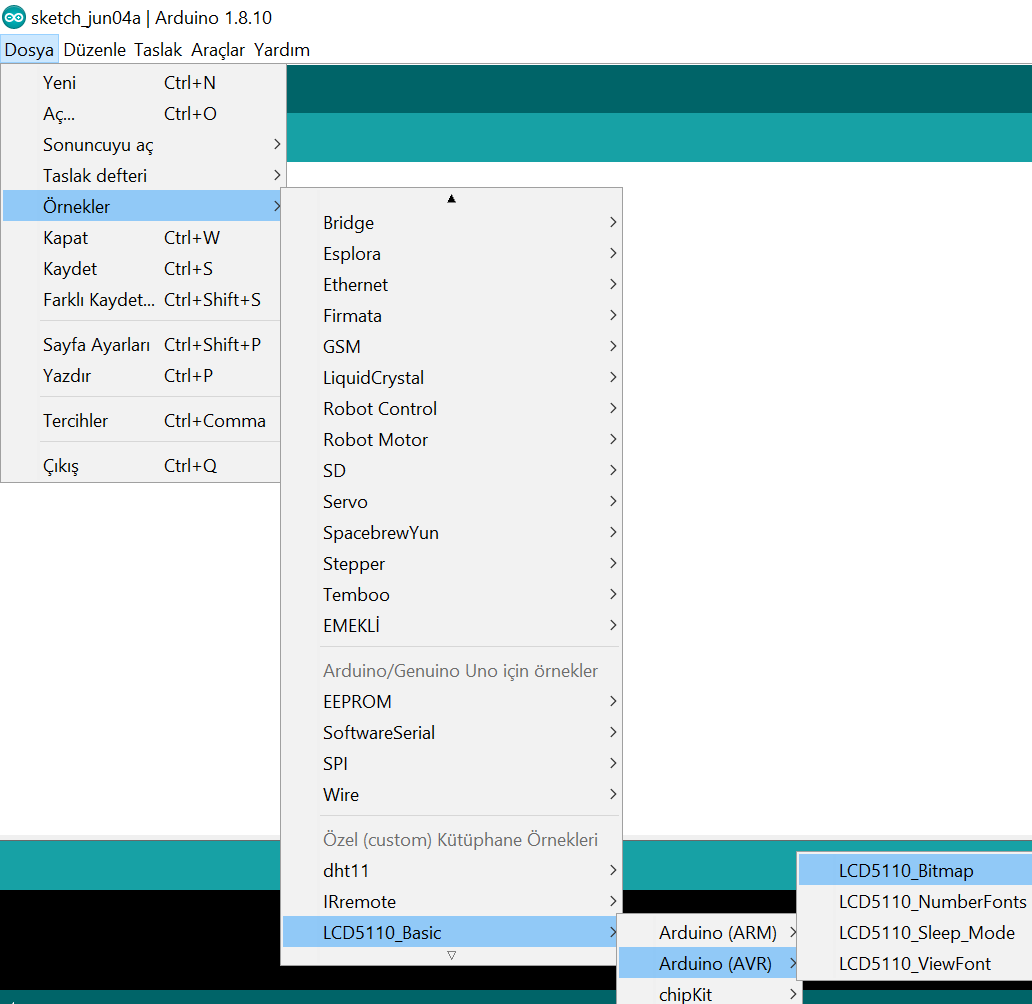 sketch_jun04a | Arduino 1.8.10
Dosya Düzenle Taslak Araçlar Yardım
Yeni Ctrl+N
Aç... Ctrl+O
Sonuncuyu aç
Taslak defteri
Örnekler
Kapat Ctrl+W
Kaydet Ctrl+S
Farklı Kaydet... Ctrl+Shift+S
Sayfa Ayarları Ctrl+Shift+P
Yazdır Ctrl+P
Tercihler Ctrl+Comma
Çıkış Ctrl+Q
Bridge
Esplora
Ethernet
Firmata
GSM
LiquidCrystal
Robot Control
Robot Motor
SD
Servo
SpacebrewYun
Stepper
Temboo
EMEKLİ
Arduino/Genuino Uno için örnekler
EEPROM
SoftwareSerial
SPI
Wire
Özel (custom) Kütüphane Örnekleri
dht11
IRremote
LCD5110_Basic
Arduino (ARM)
Arduino (AVR)
chipKit
LCD5110_Bitmap
LCD5110_NumberFonts
LCD5110_Sleep_Mode
LCD5110_ViewFont